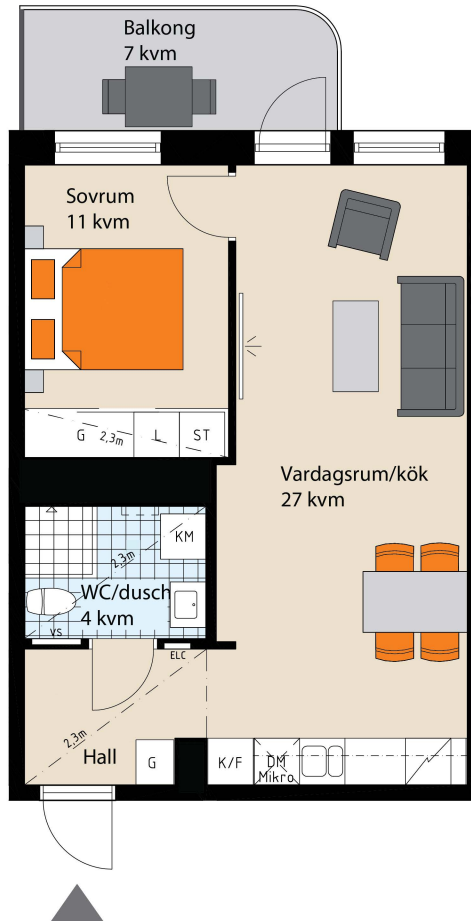 Balkong
7 kvm
Sovrum
11 kvm
G 2,3m L ST
Vardagsrum/kök
27 kvm
KM
2,3m
WC/dusch
4 kvm
VS
ELC
2,3m
Hall
G
K/F
DM
Mikro